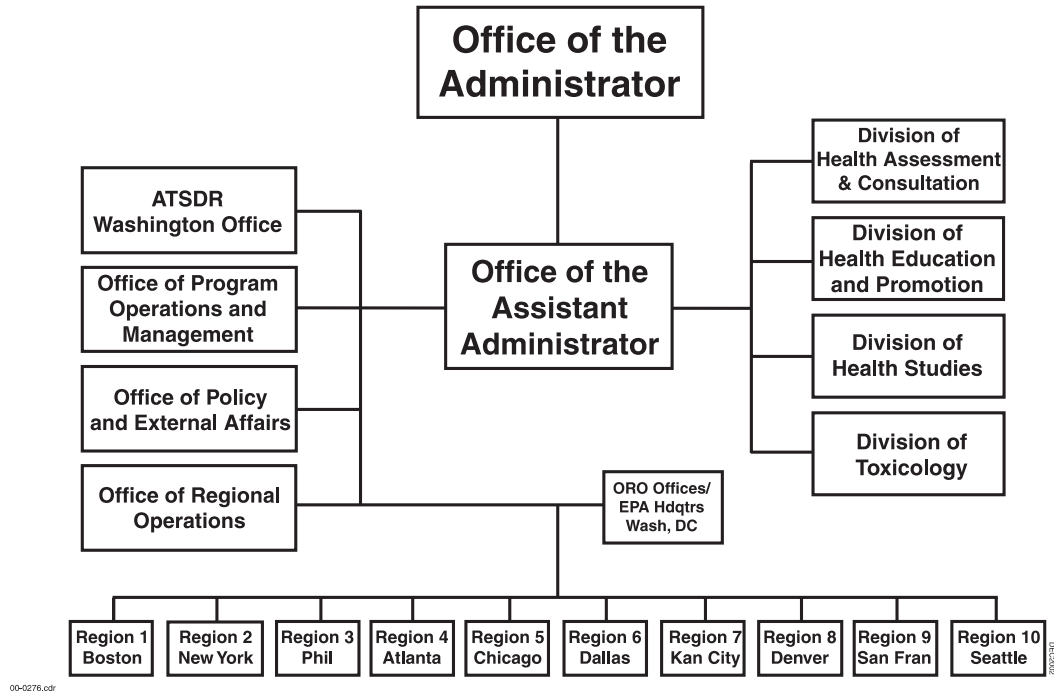 Office of the
Administrator
ATSDR
Washington Office
Office of Program
Operations and
Management
Office of Policy
and External Affairs
Office of Regional
Operations
Office of the
Assistant
Administrator
Division of
Health Assessment
& Consultation
Division of
Health Education
and Promotion
Division of
Health Studies
Division of
Toxicology
ORO Offices/
EPA Hdqtrs
Wash, DC
Region 1
Boston
Region 2
New York
Region 3
Phil
Region 4
Atlanta
Region 5
Chicago
Region 6
Dallas
Region 7
Kan City
Region 8
Denver
Region 9
San Fran
Region 10
Seattle
DEC2002
00-0276.cdr